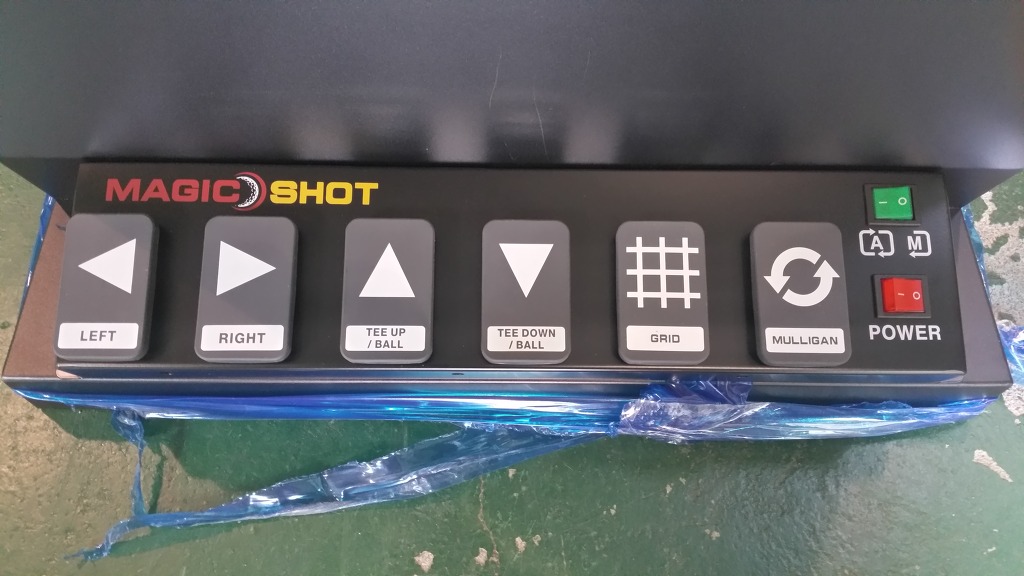 MAGIC SHOT
LEFT
RIGHT
TEE UP
/ BALL
TEE DOWN
/ BALL
GRID
MULLIGAN
A M
POWER